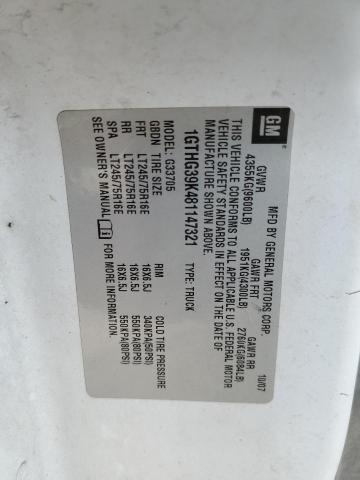 GM
MFD BY GENERAL MOTORS CORP. 10/07
GVWR GAWR FRT GAWR RR
4355KG(9600LB) 1951KG(4300LB) 2760KG(6084LB)
THIS VEHICLE CONFORMS TO ALL APPLICABLE U.S. FEDERAL MOTOR
VEHICLE SAFETY STANDARDS IN EFFECT ON THE DATE OF
MANUFACTURE SHOWN ABOVE.
1GTHG39K481147321 TYPE: TRUCK
MODEL: G33705
GBDN TIRE SIZE RIM COLD TIRE PRESSURE
FRT LT245/75R16E 16X6.5J 340KPA(50PSI)
RR LT245/75R16E 16X6.5J 550KPA(80PSI)
SPA LT245/75R16E 16X6.5J 550KPA(80PSI)
SEE OWNER'S MANUAL FOR MORE INFORMATION.